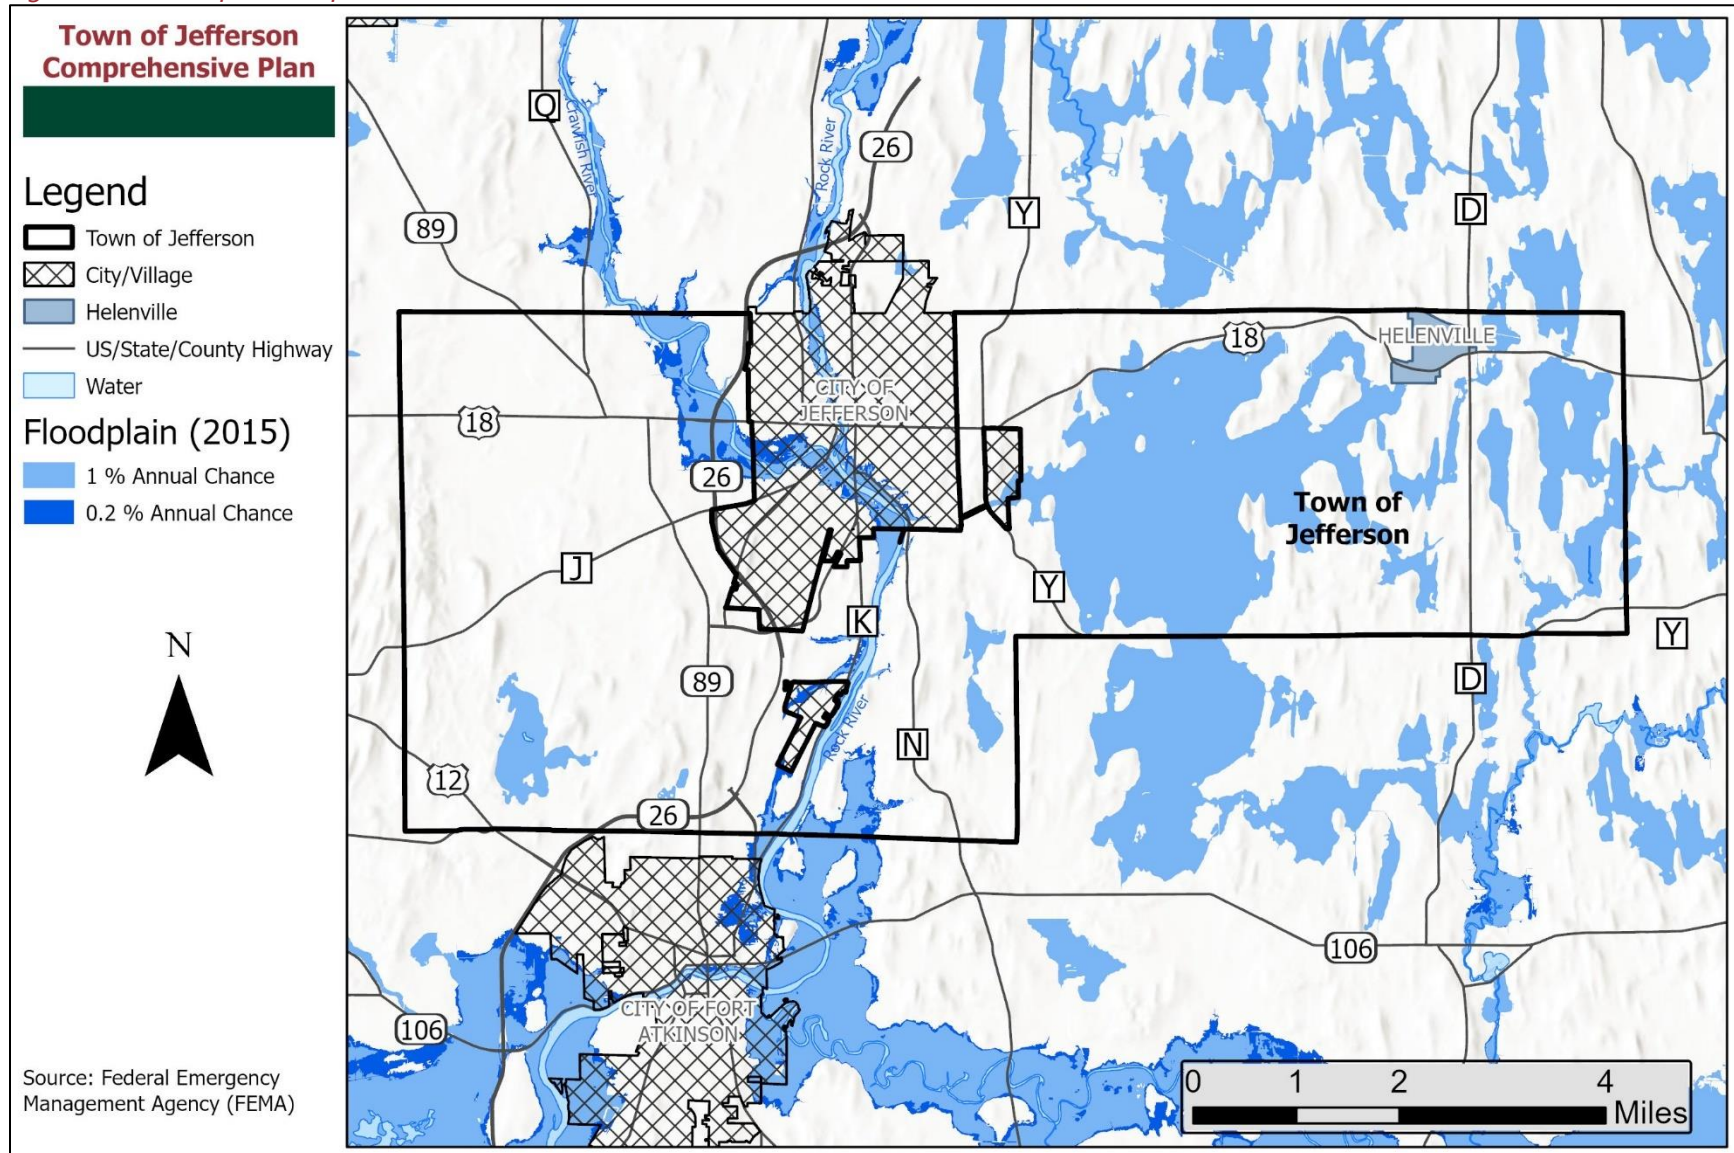 Town of Jefferson
Comprehensive Plan
Legend
Town of Jefferson
City/Village
Helenville
US/State/County Highway
Water
Floodplain (2015)
1 % Annual Chance
0.2 % Annual Chance
N
Source: Federal Emergency
Management Agency (FEMA)
Q
Crawfish River
Rock River
26
89
Y
D
18
HELENVILLE
CITY OF
JEFFERSON
18
26
Town of
Jefferson
J
Y
K
Y
89
D
Rock River
N
12
26
106
CITY OF FORT
ATKINSON
106
0 1 2 4
Miles